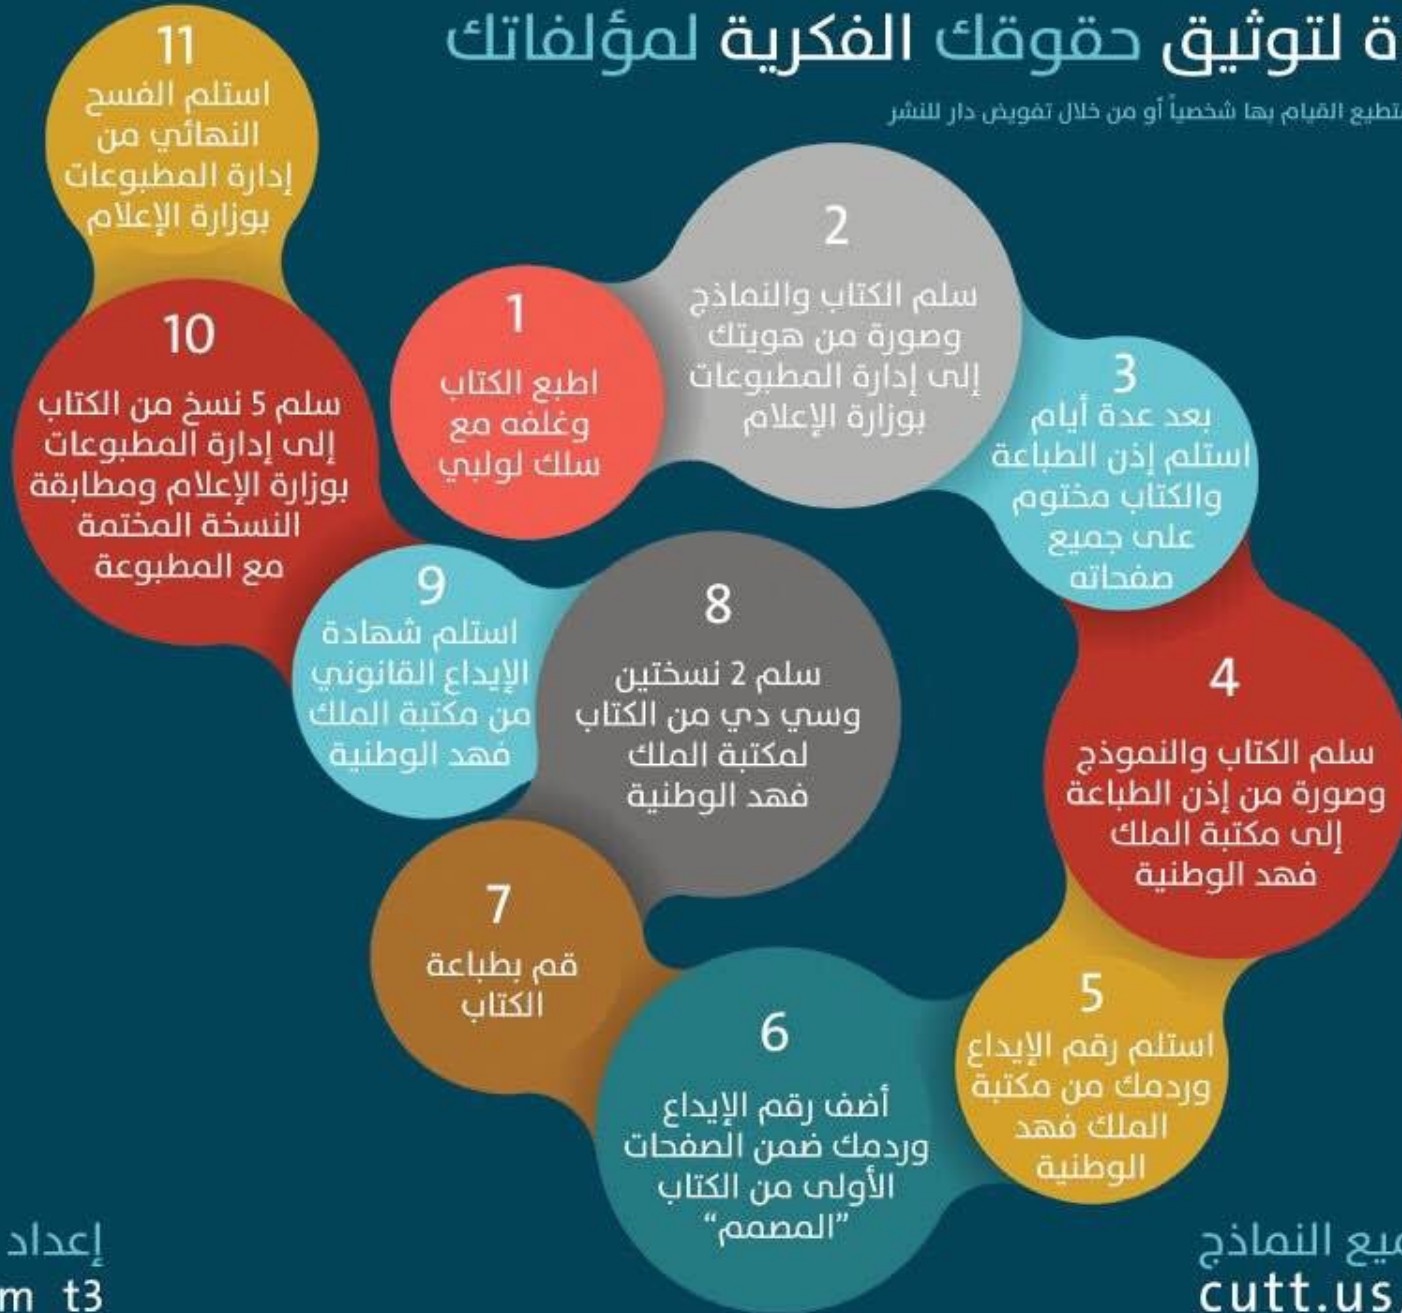 ة لتوثيق حقوقك الفكرية لمؤلفاتك
ستطيع القيام بها شخصياً أو من خلال تفويض دار للنشر
1
اطبع الكتاب
وغلفه مع
سلك لولبي
2
سلم الكتاب والنماذج
وصورة من هويتك
إلى إدارة المطبوعات
بوزارة الإعلام
3
بعد عدة أيام
استلم إذن الطباعة
والكتاب مختوم
على جميع
صفحاته
4
سلم الكتاب والنموذج
وصورة من إذن الطباعة
إلى مكتبة الملك
فهد الوطنية
5
استلم رقم الإيداع
وردمك من مكتبة
الملك فهد
الوطنية
6
أضف رقم الإيداع
وردمك ضمن الصفحات
الأولى من الكتاب
"المصمم"
7
قم بطباعة
الكتاب
8
سلم 2 نسختين
وسي دي من الكتاب
لمكتبة الملك
فهد الوطنية
9
استلم شهادة
الإيداع القانوني
من مكتبة الملك
فهد الوطنية
10
سلم 5 نسخ من الكتاب
إلى إدارة المطبوعات
بوزارة الإعلام ومطابقة
النسخة المختمة
مع المطبوعة
11
استلم الفسح
النهائي من
إدارة المطبوعات
بوزارة الإعلام
ميع النماذج
cutt.us
إعداد
m_t3